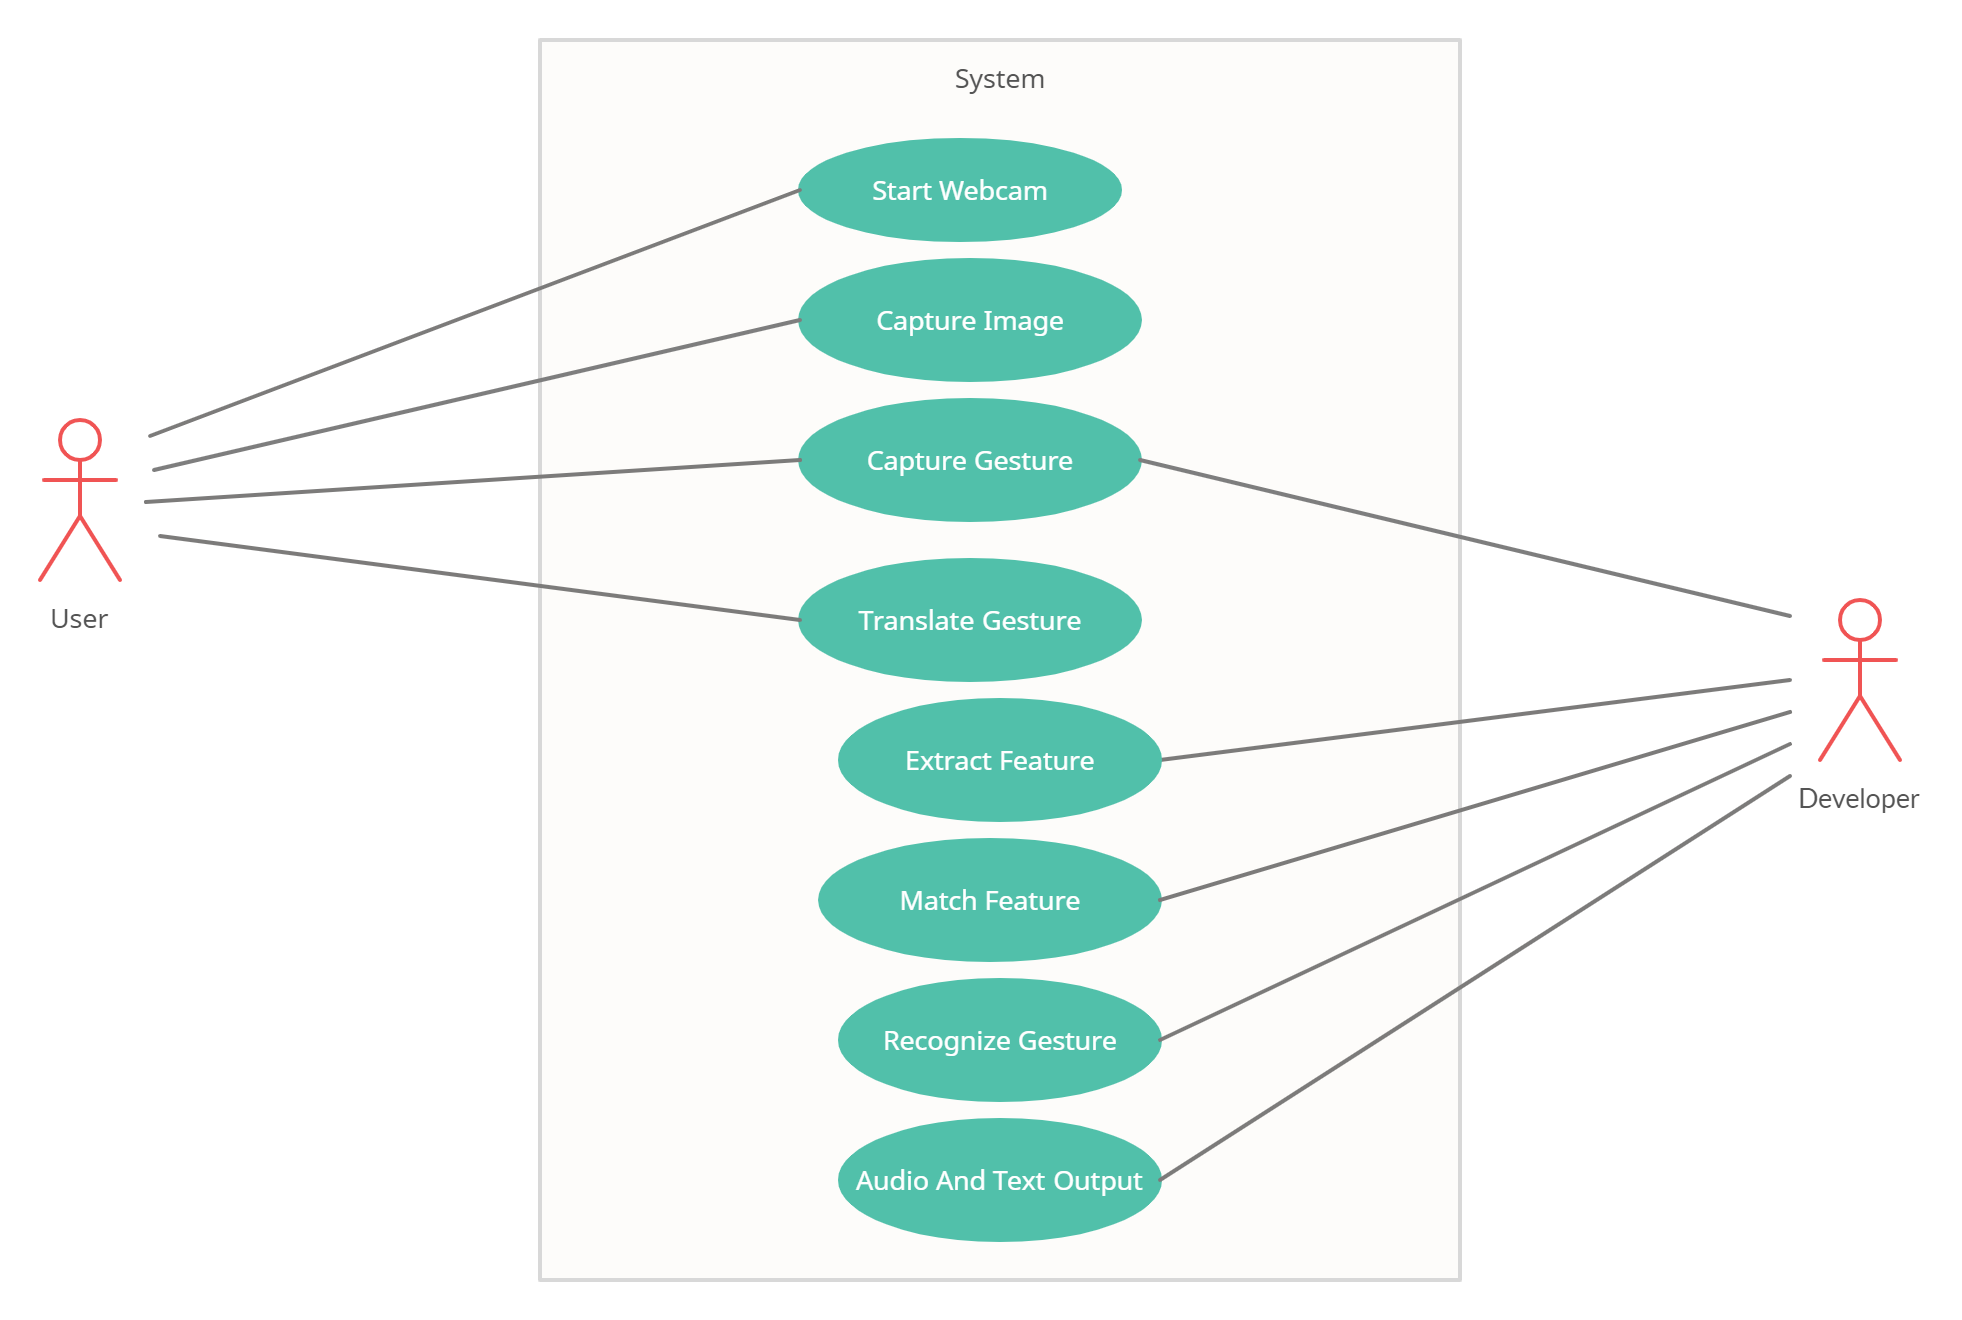 System
Start Webcam
Capture Image
Capture Gesture
Translate Gesture
Extract Feature
Match Feature
Recognize Gesture
Audio And Text Output
User
Developer